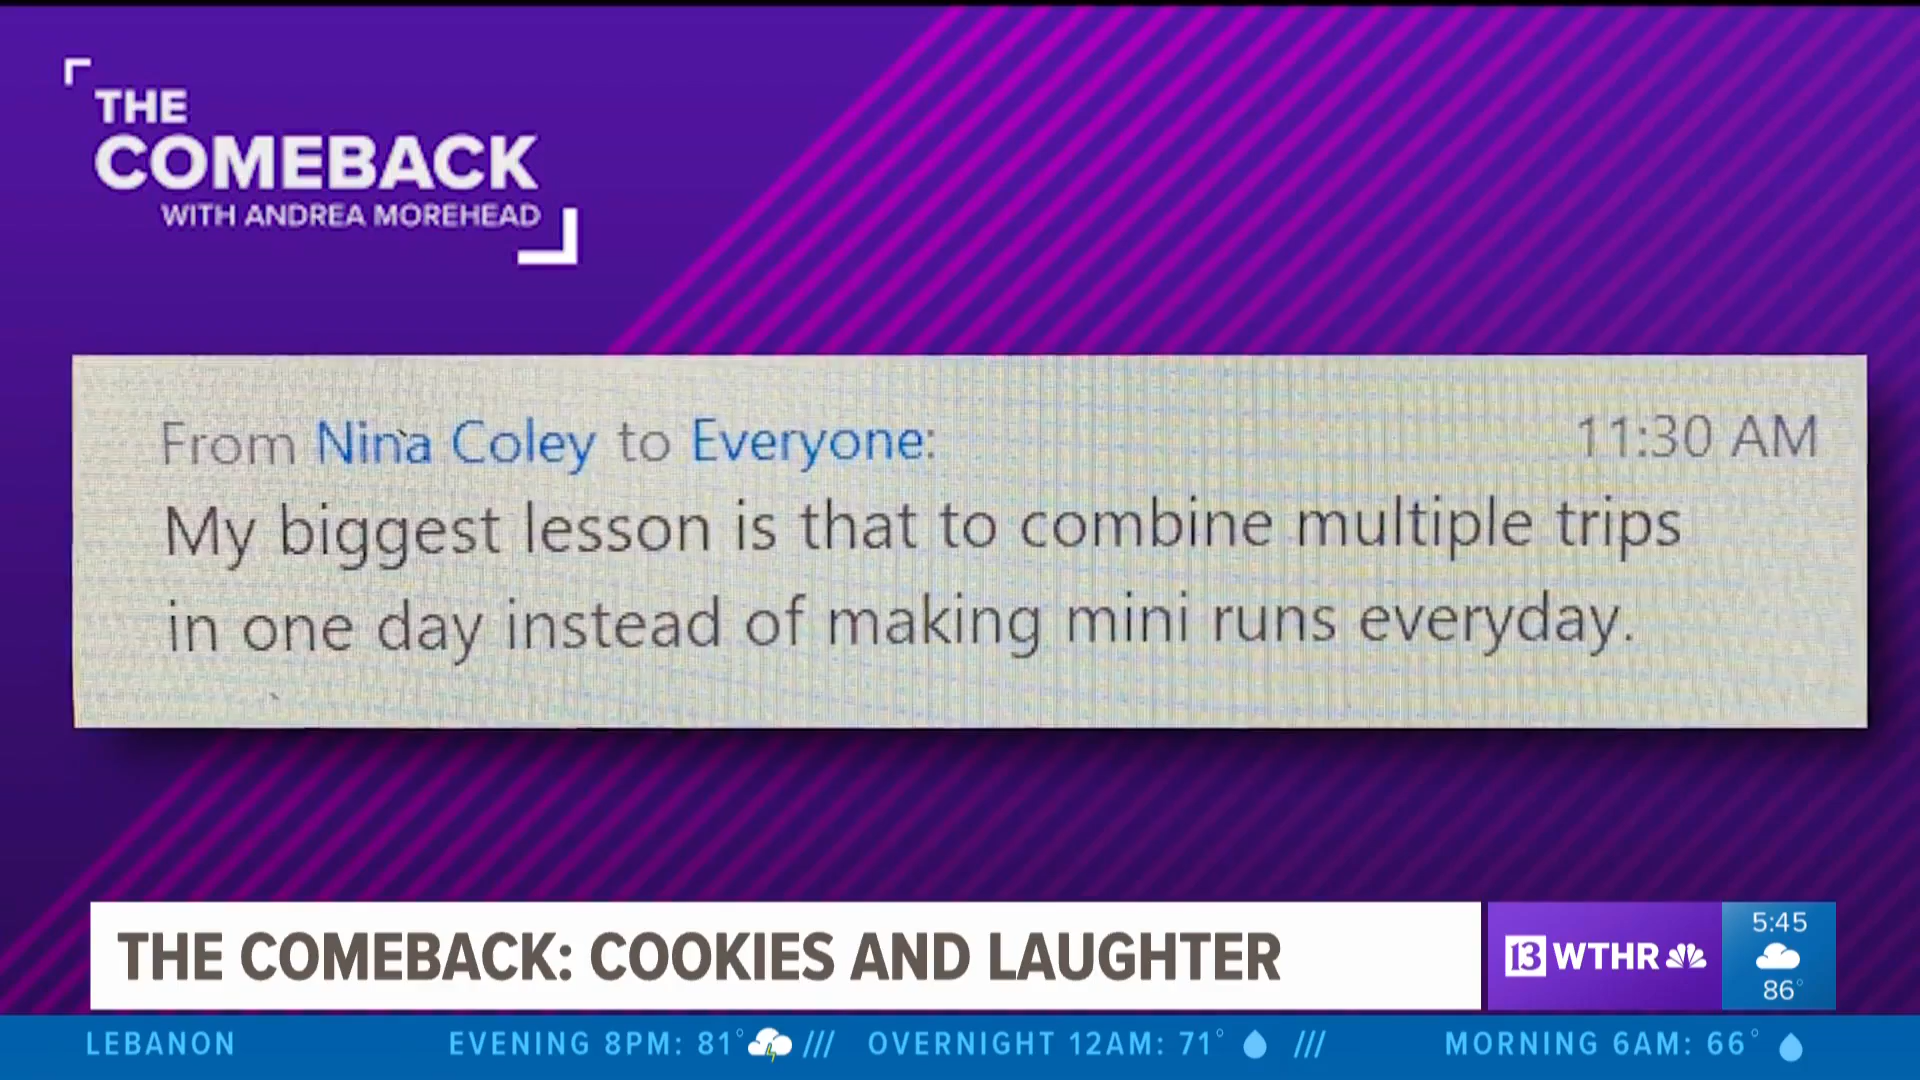 THE
COMEBACK
WITH ANDREA MOREHEAD
From Nina Coley to Everyone:
11:30 AM
My biggest lesson is that to combine multiple trips
in one day instead of making mini runs everyday.
THE COMEBACK: COOKIES AND LAUGHTER
13 WTHR
5:45
86°
LEBANON
EVENING 8PM: 81° /// OVERNIGHT 12AM: 71° /// MORNING 6AM: 66°